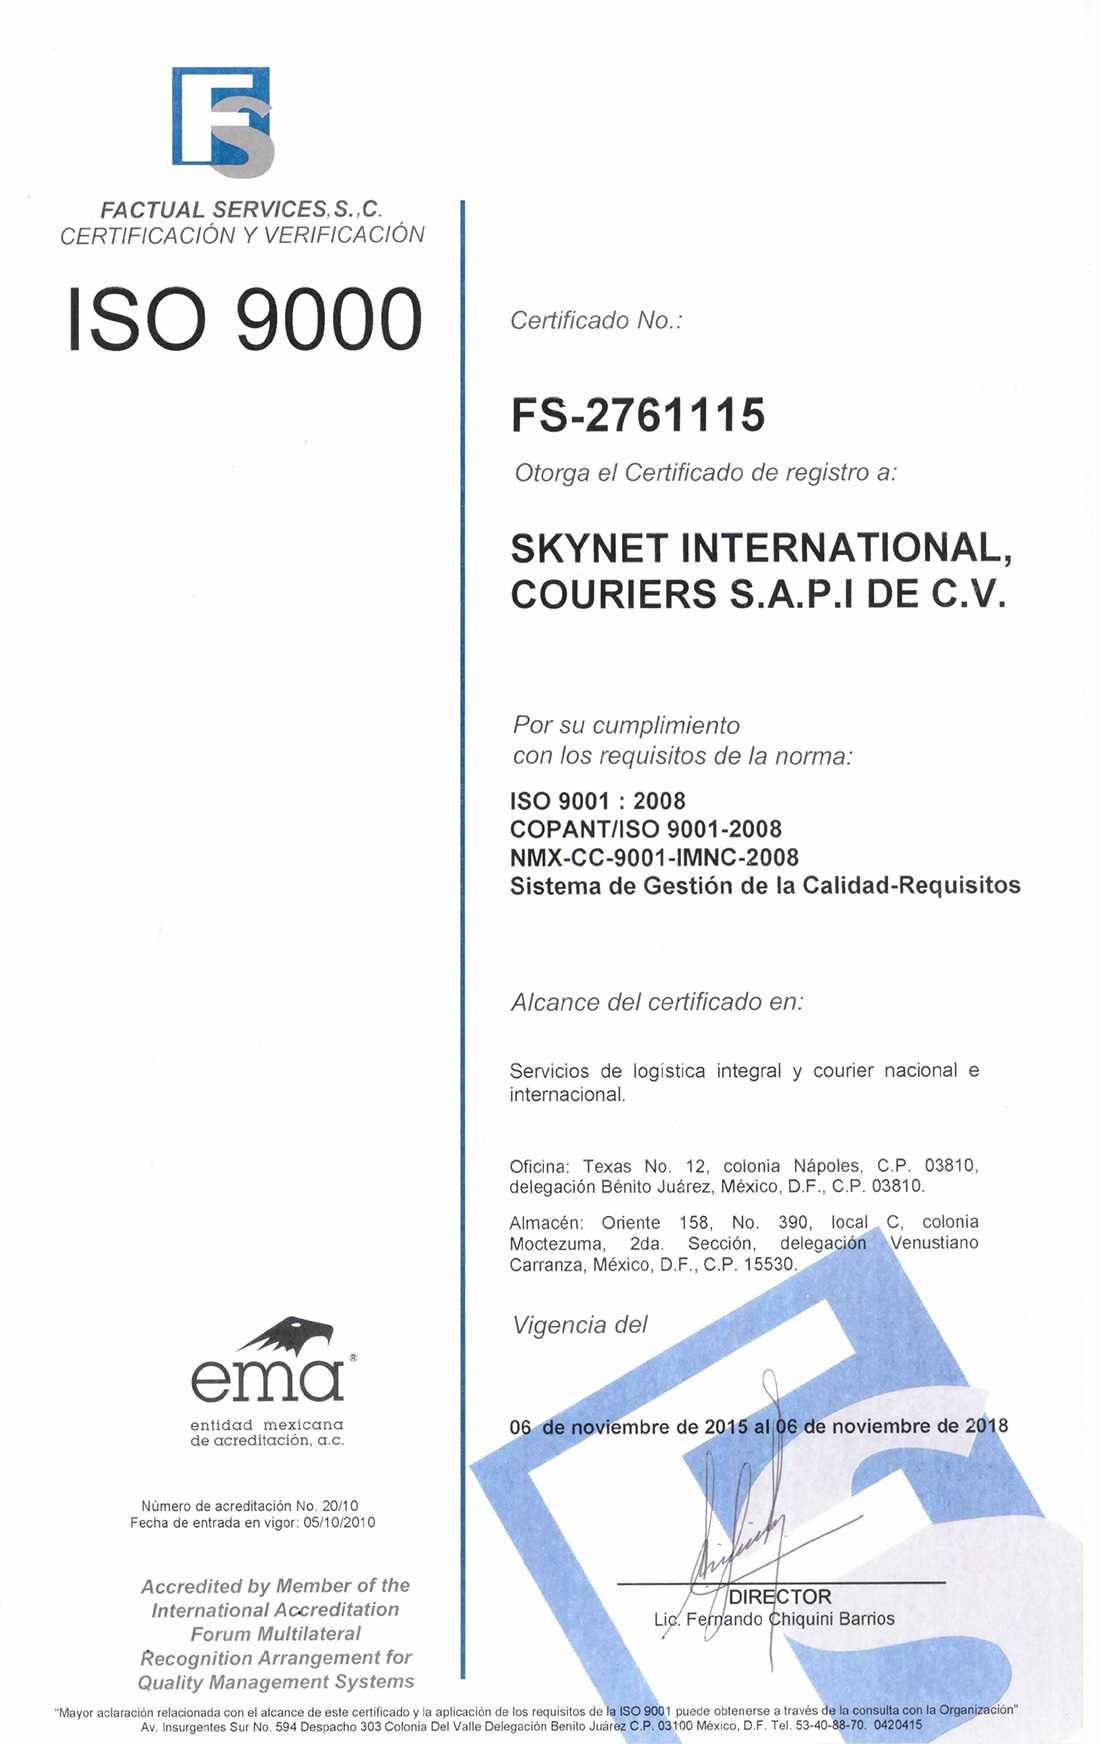 FS
FACTUAL SERVICES, S.,C.
CERTIFICACIÓN Y VERIFICACIÓN
ISO 9000
Certificado No.:
FS-2761115
Otorga el Certificado de registro a:
SKYNET INTERNATIONAL,
COURIERS S.A.P.I DE C.V.
Por su cumplimiento
con los requisitos de la norma:
ISO 9001 : 2008
COPANT/ISO 9001-2008
NMX-CC-9001-IMNC-2008
Sistema de Gestión de la Calidad-Requisitos
Alcance del certificado en:
Servicios de logística integral y courier nacional e
internacional.
Oficina: Texas No. 12, colonia Nápoles, C.P. 03810,
delegación Bénito Juárez, México, D.F., C.P. 03810.
Almacén: Oriente 158, No. 390, local C, colonia
Moctezuma, 2da. Sección, delegación Venustiano
Carranza, México, D.F., C.P. 15530.
Vigencia del
06 de noviembre de 2015 al 06 de noviembre de 2018
DIRECTOR
Lic. Fernando Chiquini Barrios
ema®
entidad mexicana
de acreditación, a.c.
Número de acreditación No. 20/10
Fecha de entrada en vigor: 05/10/2010
Accredited by Member of the
International Accreditation
Forum Multilateral
Recognition Arrangement for
Quality Management Systems
"Mayor aclaración relacionada con el alcance de este certificado y la aplicación de los requisitos de la ISO 9001 puede obtenerse a través de la consulta con la Organización"
Av. Insurgentes Sur No. 594 Despacho 303 Colonia Del Valle Delegación Benito Juárez C.P. 03100 México, D.F. Tel. 53-40-88-70. 0420415